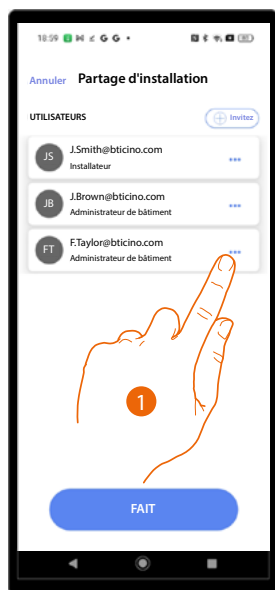 18:59 G G •
Annuler Partage d'installation
UTILISATEURS Invitez
JS J.Smith@bticino.com
Installateur
JB J.Brown@bticino.com
Administrateur de bâtiment
FT F.Taylor@bticino.com
Administrateur de bâtiment
1
FAIT